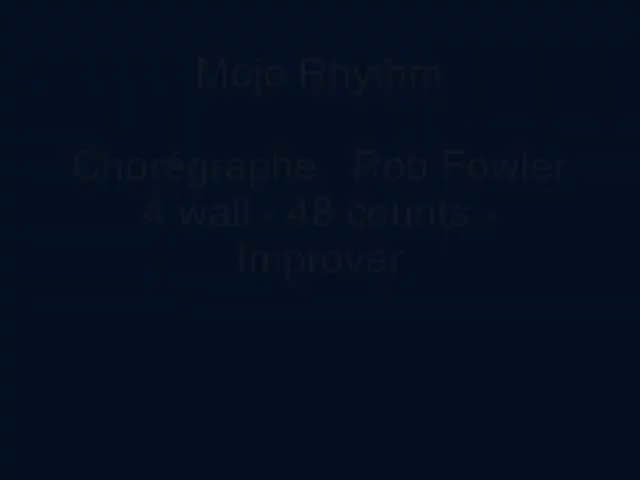 Mojo Rhythm
Chorégraphe Rob Fowler
4 wall - 48 counts -
Improver